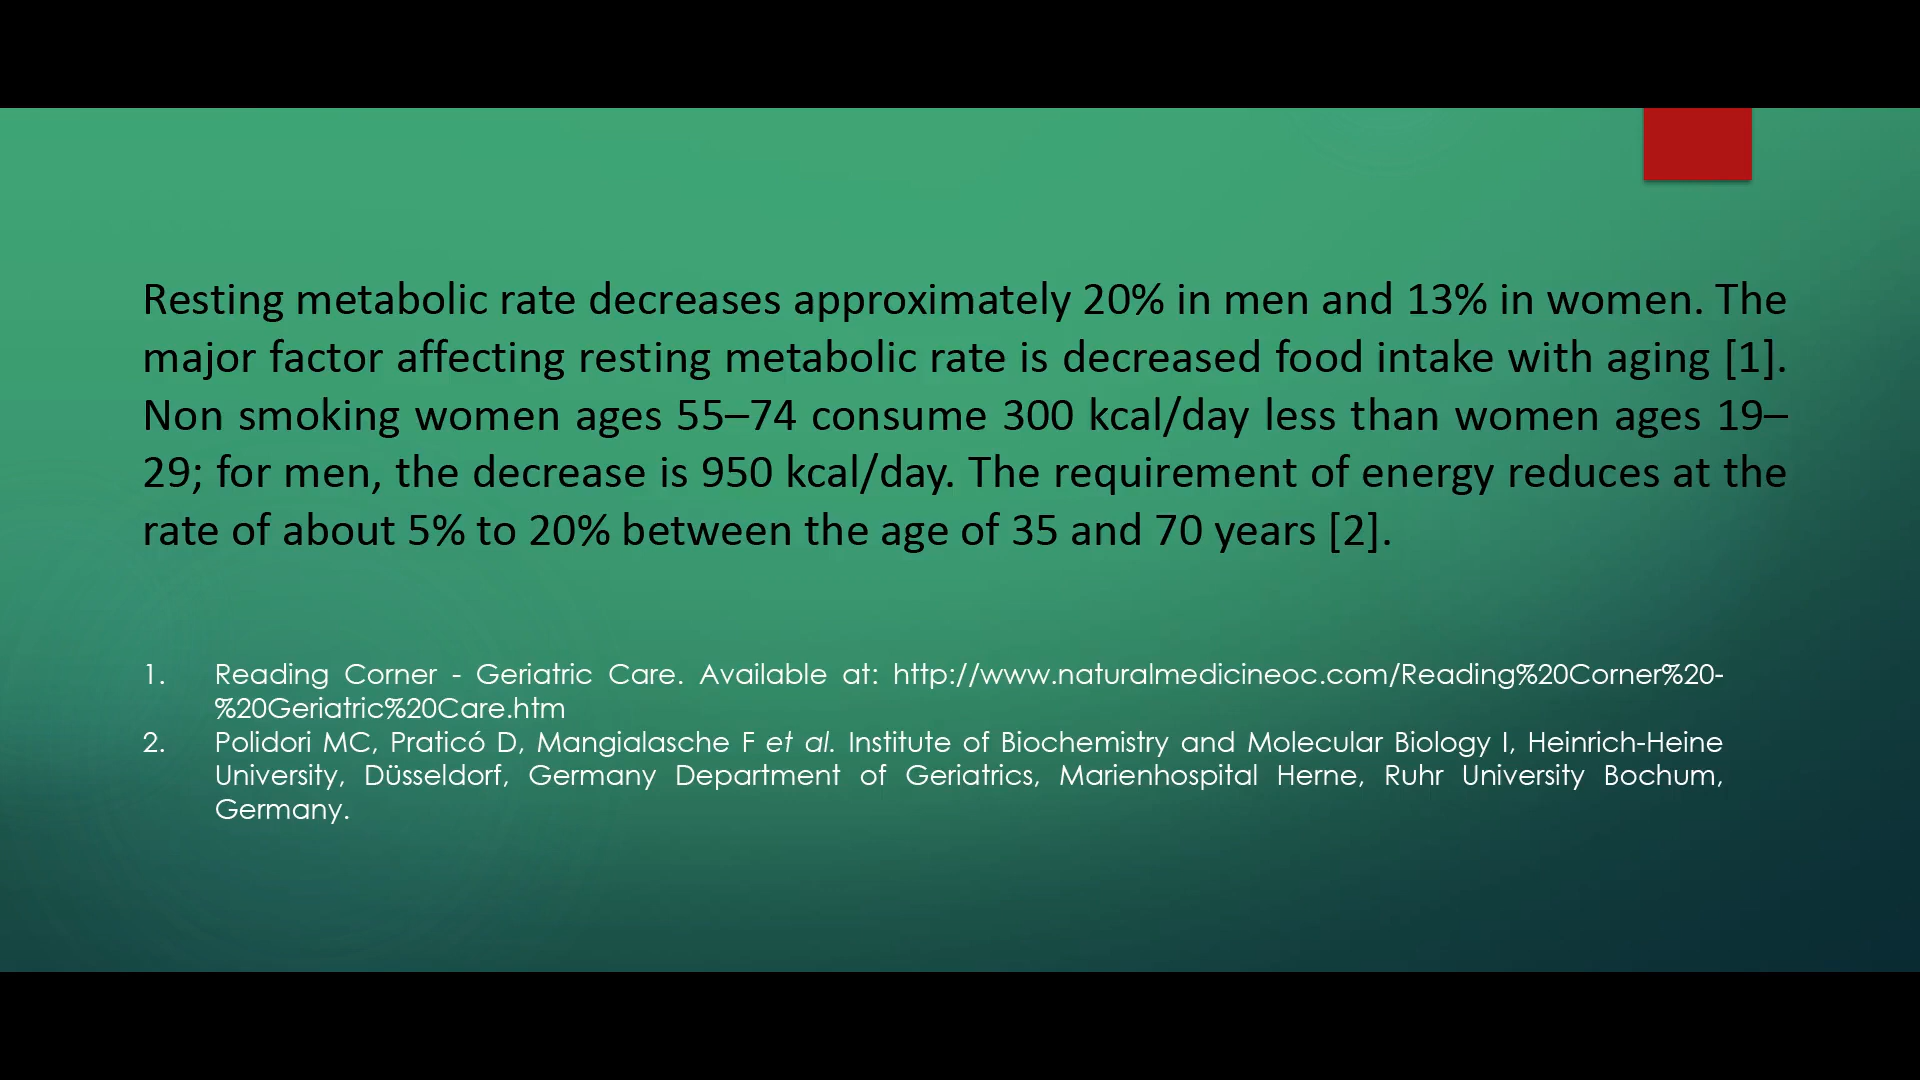 Resting metabolic rate decreases approximately 20% in men and 13% in women. The
major factor affecting resting metabolic rate is decreased food intake with aging [1].
Non smoking women ages 55–74 consume 300 kcal/day less than women ages 19–
29; for men, the decrease is 950 kcal/day. The requirement of energy reduces at the
rate of about 5% to 20% between the age of 35 and 70 years [2].
1. Reading Corner - Geriatric Care. Available at: http://www.naturalmedicineoc.com/Reading%20Corner%20-
%20Geriatric%20Care.htm
2. Polidori MC, Praticó D, Mangialasche F et al. Institute of Biochemistry and Molecular Biology I, Heinrich-Heine
University, Düsseldorf, Germany Department of Geriatrics, Marienhospital Herne, Ruhr University Bochum,
Germany.